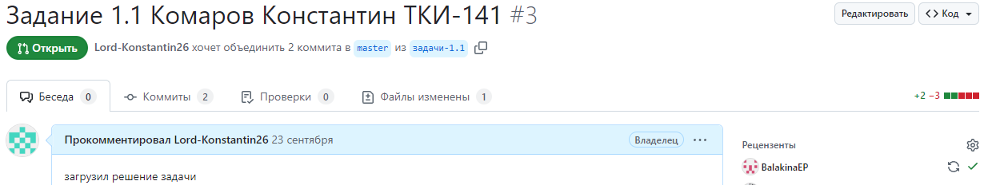 Задание 1.1 Комаров Константин ТКИ-141 #3
Редактировать
Код
Открыть
Lord-Konstantin26 хочет объединить 2 коммита в master из задачи-1.1
Беседа 0
Коммиты 2
Проверки 0
Файлы изменены 1
+2 −3
Прокомментировал Lord-Konstantin26 23 сентября
Владелец
загрузил решение задачи
Рецензенты
BalakinaEP